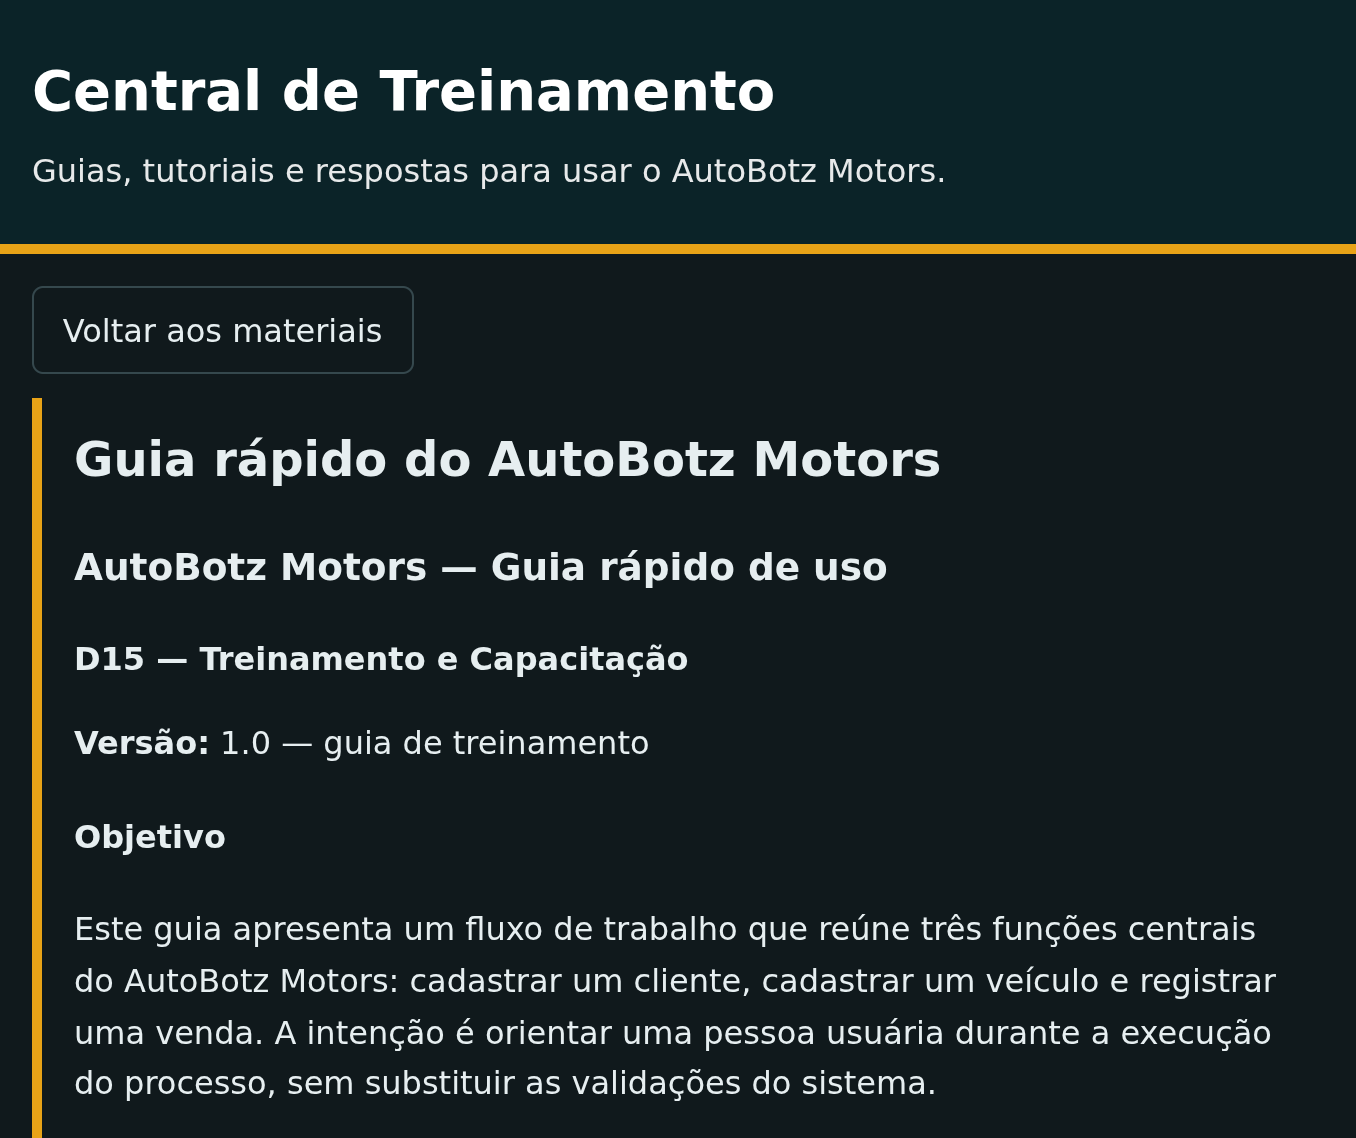 Central de Treinamento
Guias, tutoriais e respostas para usar o AutoBotz Motors.
Voltar aos materiais
Guia rápido do AutoBotz Motors
AutoBotz Motors — Guia rápido de uso
D15 — Treinamento e Capacitação
Versão: 1.0 — guia de treinamento
Objetivo
Este guia apresenta um fluxo de trabalho que reúne três funções centrais
do AutoBotz Motors: cadastrar um cliente, cadastrar um veículo e registrar
uma venda. A intenção é orientar uma pessoa usuária durante a execução
do processo, sem substituir as validações do sistema.